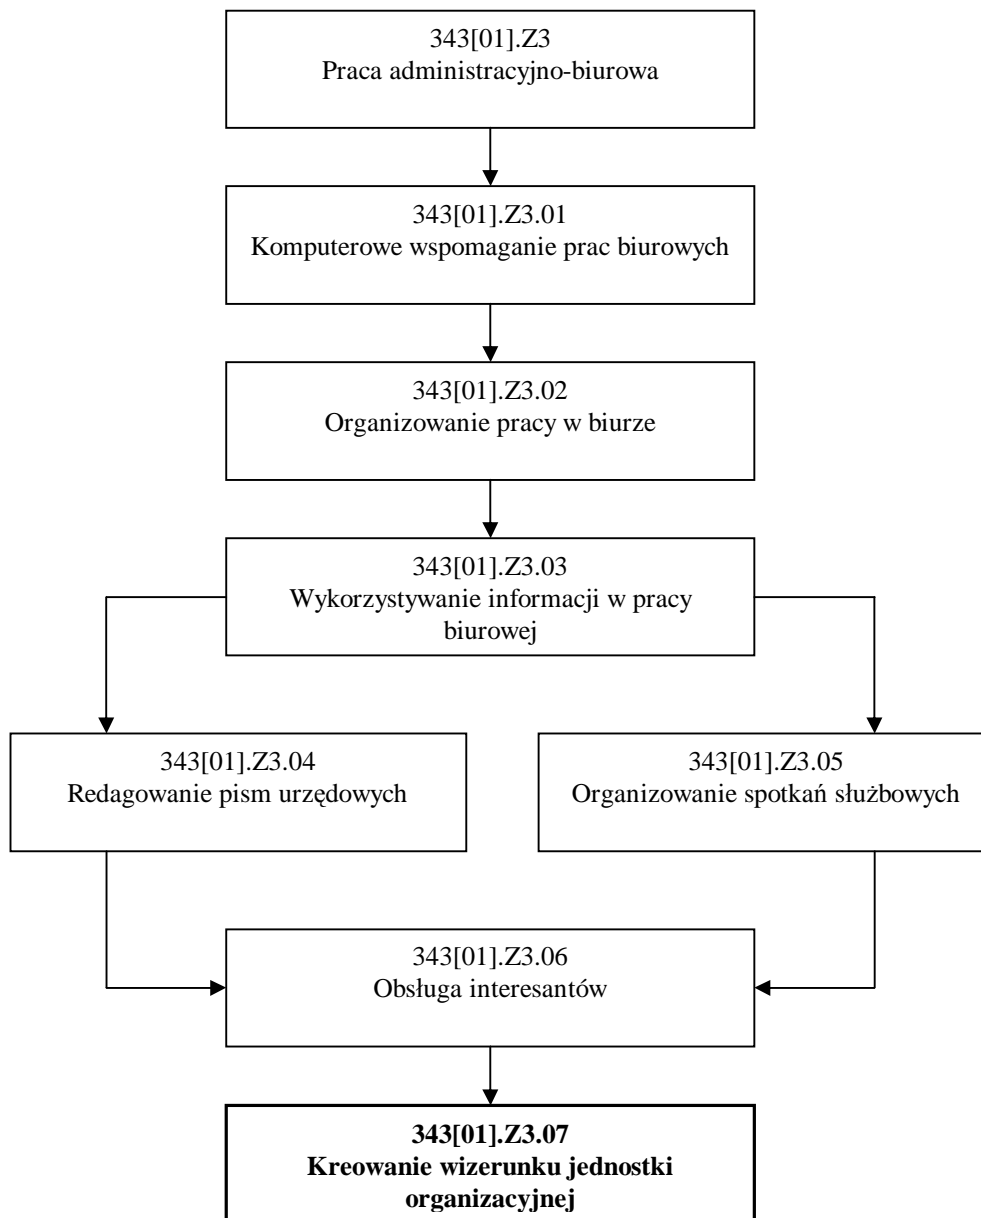 343[01].Z3
Praca administracyjno-biurowa
343[01].Z3.01
Komputerowe wspomaganie prac biurowych
343[01].Z3.02
Organizowanie pracy w biurze
343[01].Z3.03
Wykorzystywanie informacji w pracy
biurowej
343[01].Z3.04
Redagowanie pism urzędowych
343[01].Z3.05
Organizowanie spotkań służbowych
343[01].Z3.06
Obsługa interesantów
343[01].Z3.07
Kreowanie wizerunku jednostki
organizacyjnej